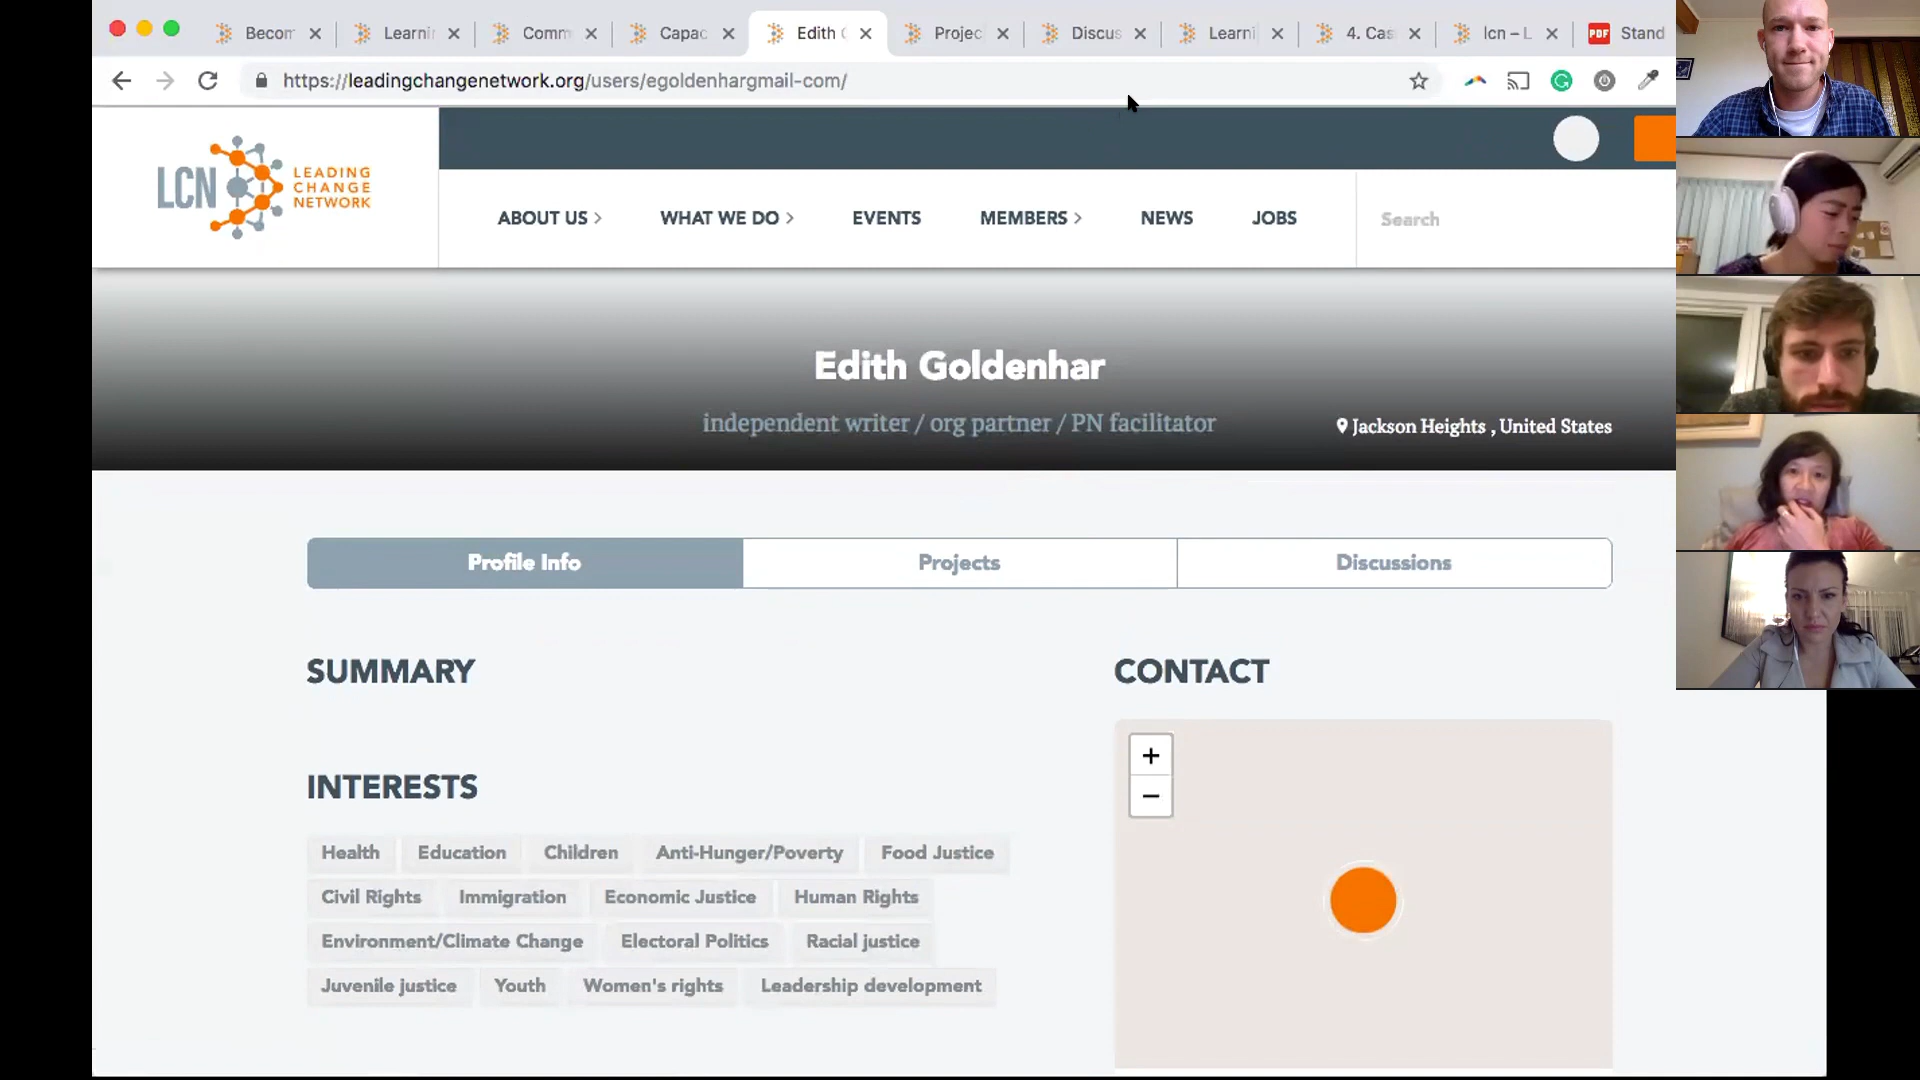 Becom
Learnin
Comm
Capac
Edith
Projec
Discus
Learni
4. Cas
lcn – L
PDF
Stand
https://leadingchangenetwork.org/users/egoldenhargmail-com/
LCN
LEADING
CHANGE
NETWORK
ABOUT US
WHAT WE DO
EVENTS
MEMBERS
NEWS
JOBS
Search
Edith Goldenhar
independent writer / org partner / PN facilitator
Jackson Heights , United States
Profile Info
Projects
Discussions
SUMMARY
CONTACT
+
−
INTERESTS
Health Education Children Anti-Hunger/Poverty Food Justice
Civil Rights Immigration Economic Justice Human Rights
Environment/Climate Change Electoral Politics Racial justice
Juvenile justice Youth Women's rights Leadership development